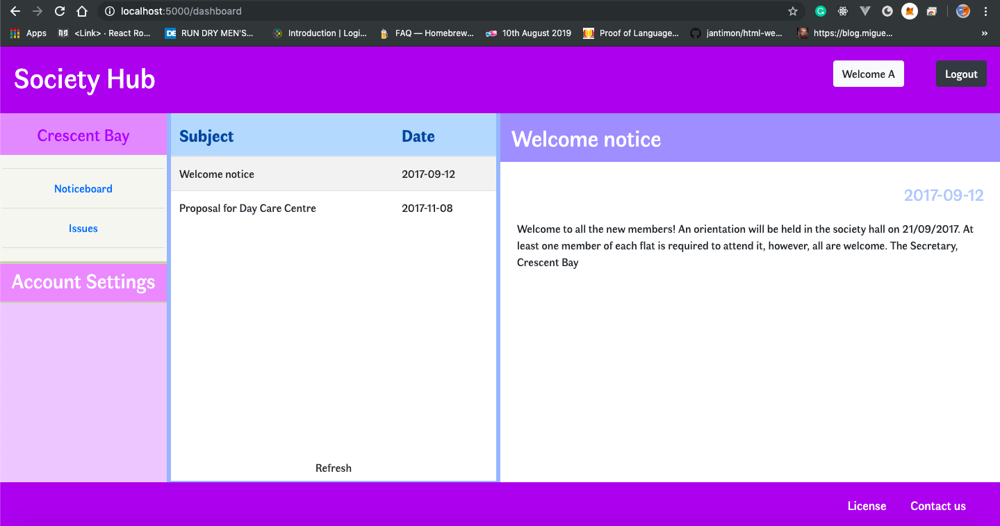 localhost:5000/dashboard
Apps <Link> · React Ro... RUN DRY MEN'S... Introduction | Logi... FAQ — Homebrew... 10th August 2019 Proof of Language... jantimon/html-we... https://blog.migue... »
Society Hub
Welcome A
Logout
Crescent Bay
Noticeboard
Issues
Account Settings
Subject Date
Welcome notice 2017-09-12
Proposal for Day Care Centre 2017-11-08
Refresh
Welcome notice
2017-09-12
Welcome to all the new members! An orientation will be held in the society hall on 21/09/2017. At
least one member of each flat is required to attend it, however, all are welcome. The Secretary,
Crescent Bay
License Contact us